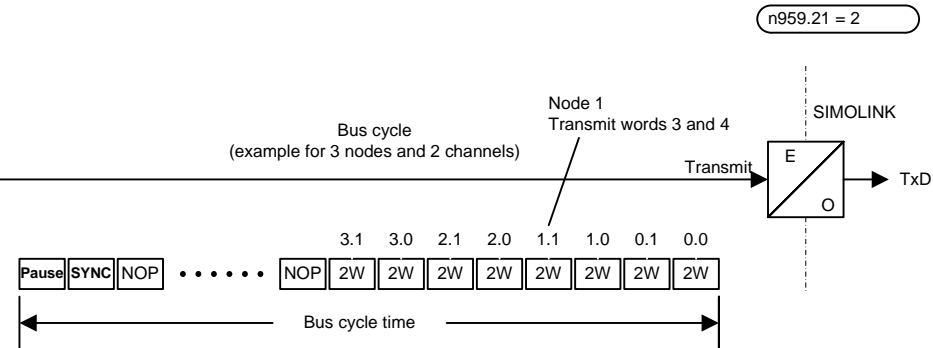 n959.21 = 2
Node 1
Transmit words 3 and 4
SIMOLINK
Bus cycle
(example for 3 nodes and 2 channels)
Transmit
E
O
TxD
3.1 3.0 2.1 2.0 1.1 1.0 0.1 0.0
Pause SYNC NOP NOP 2W 2W 2W 2W 2W 2W 2W 2W
Bus cycle time